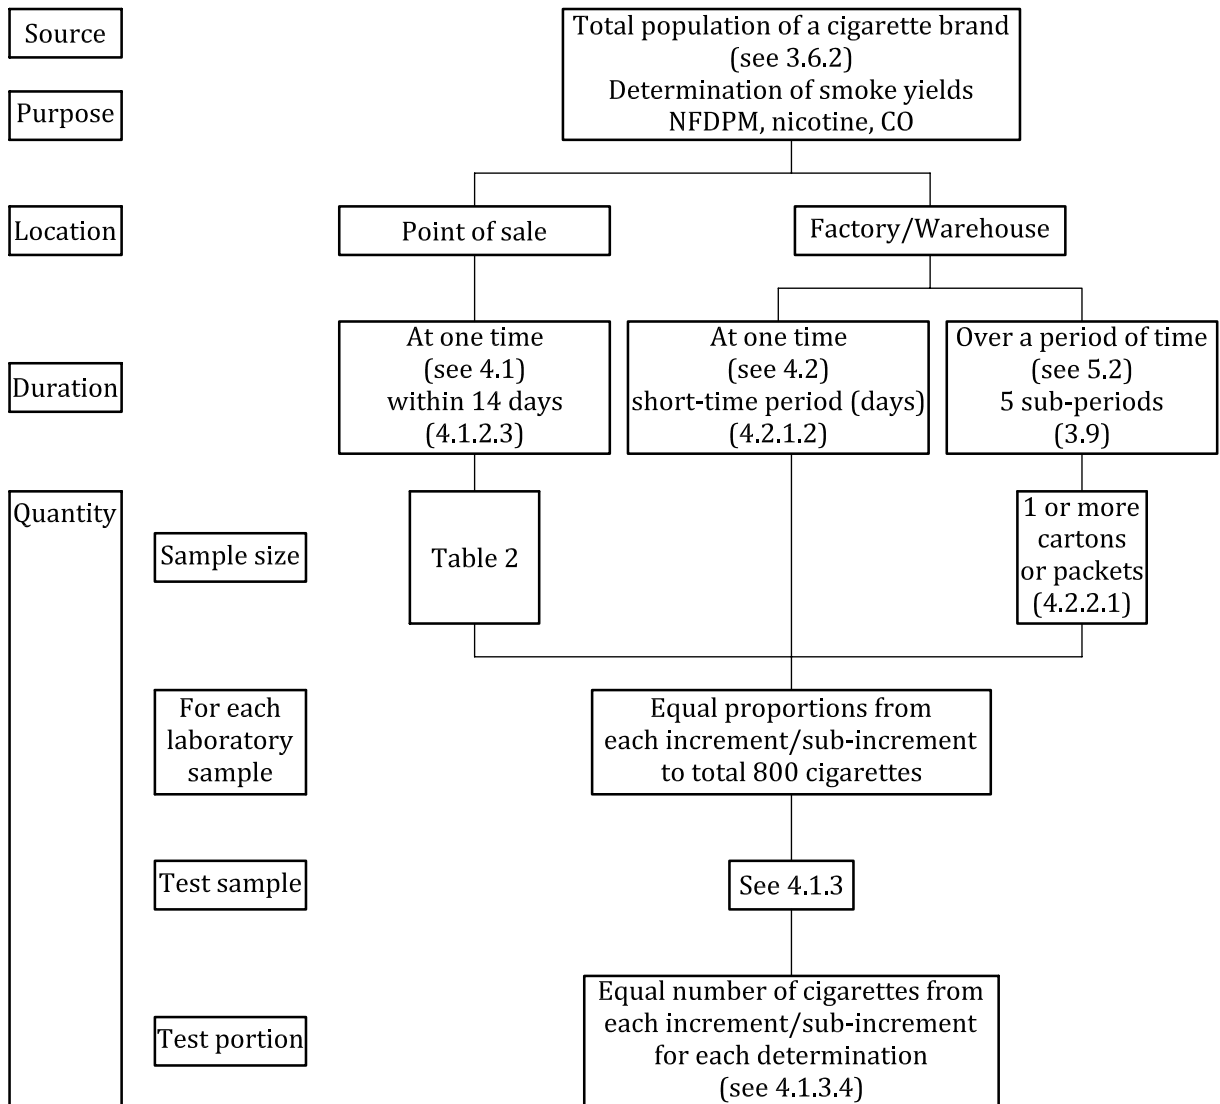 Source
Total population of a cigarette brand
(see 3.6.2)
Purpose
Determination of smoke yields
NFDPM, nicotine, CO
Location
Point of sale
Factory/Warehouse
Duration
At one time
(see 4.1)
within 14 days
(4.1.2.3)
At one time
(see 4.2)
short-time period (days)
(4.2.1.2)
Over a period of time
(see 5.2)
5 sub-periods
(3.9)
Quantity
Sample size
Table 2
1 or more
cartons
or packets
(4.2.2.1)
For each
laboratory
sample
Equal proportions from
each increment/sub-increment
to total 800 cigarettes
Test sample
See 4.1.3
Test portion
Equal number of cigarettes from
each increment/sub-increment
for each determination
(see 4.1.3.4)